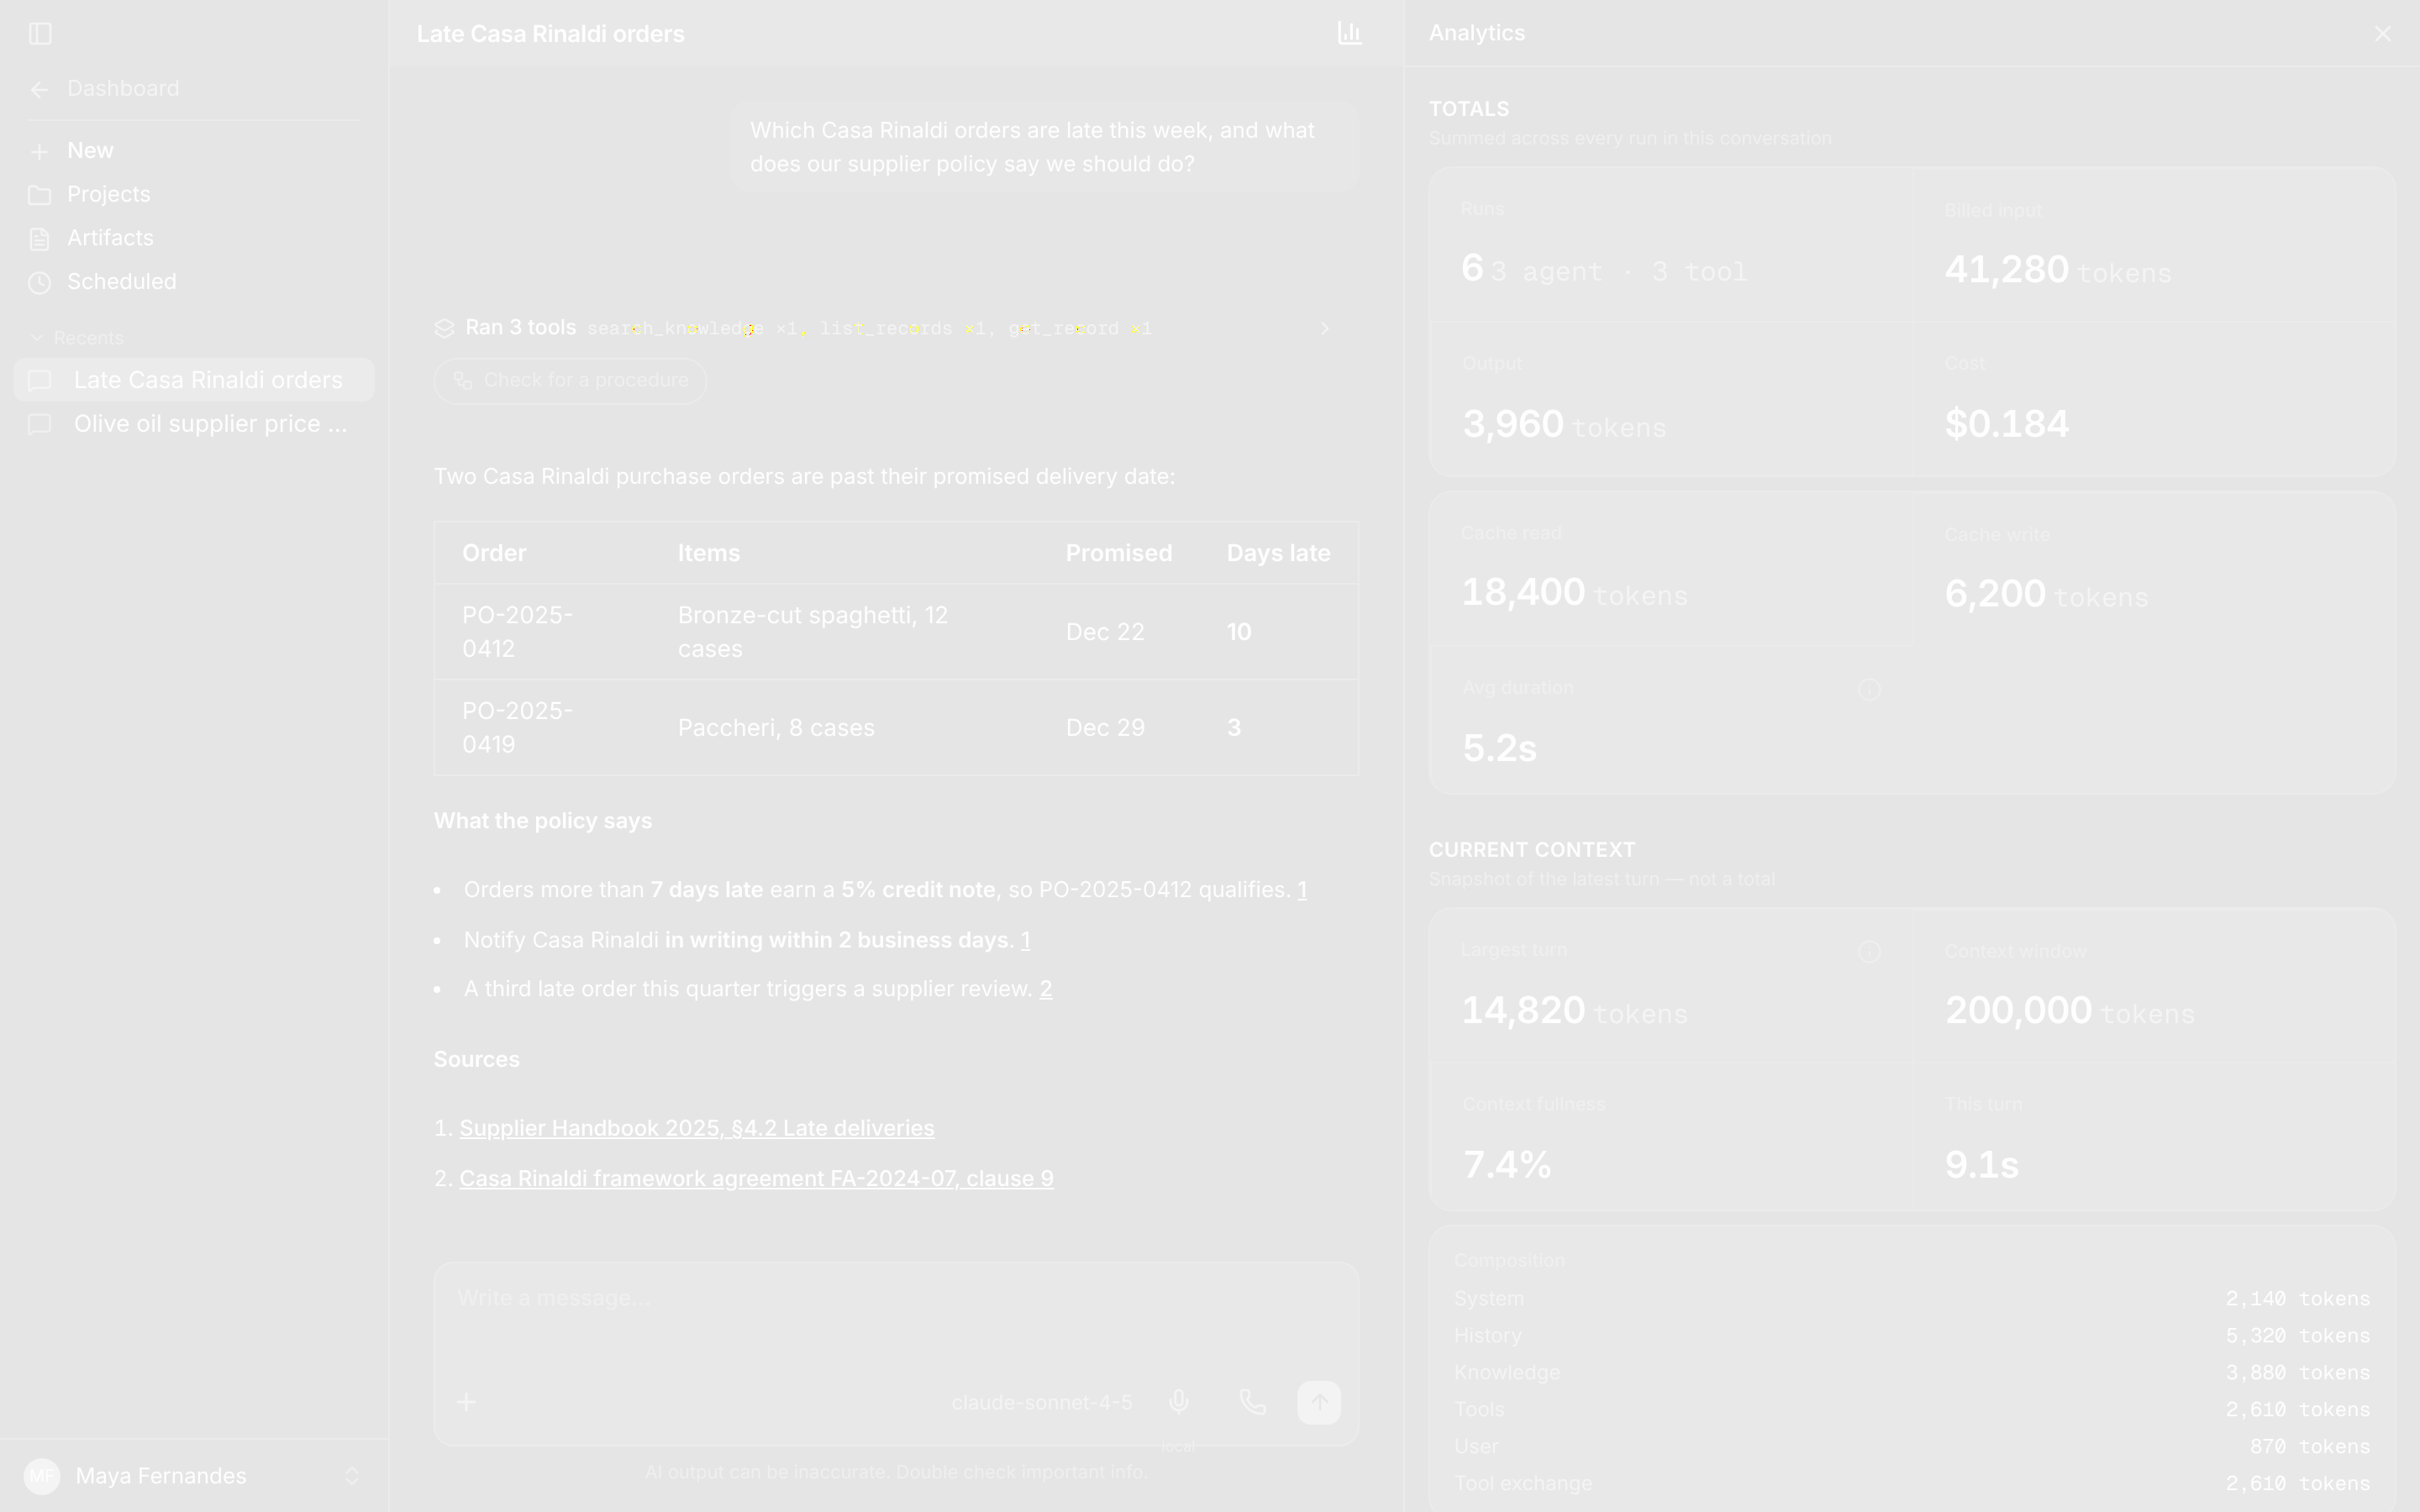 Dashboard
New
Projects
Artifacts
Scheduled
Recents
Late Casa Rinaldi orders
Olive oil supplier price ...
MF
Maya Fernandes
Late Casa Rinaldi orders
Which Casa Rinaldi orders are late this week, and what
does our supplier policy say we should do?
Ran 3 tools search_knowledge ×1, list_records ×1, get_record ×1
Check for a procedure
Two Casa Rinaldi purchase orders are past their promised delivery date:
Order Items Promised Days late
PO-2025-
0412
Bronze-cut spaghetti, 12
cases
Dec 22
10
PO-2025-
0419
Paccheri, 8 cases
Dec 29
3
What the policy says
• Orders more than 7 days late earn a 5% credit note, so PO-2025-0412 qualifies. 1
• Notify Casa Rinaldi in writing within 2 business days. 1
• A third late order this quarter triggers a supplier review. 2
Sources
1. Supplier Handbook 2025, §4.2 Late deliveries
2. Casa Rinaldi framework agreement FA-2024-07, clause 9
Write a message...
claude-sonnet-4-5
local
AI output can be inaccurate. Double check important info.
Analytics
TOTALS
Summed across every run in this conversation
Runs
6 3 agent · 3 tool
Billed input
41,280 tokens
Output
3,960 tokens
Cost
$0.184
Cache read
18,400 tokens
Cache write
6,200 tokens
Avg duration
5.2s
CURRENT CONTEXT
Snapshot of the latest turn — not a total
Largest turn
14,820 tokens
Context window
200,000 tokens
Context fullness
7.4%
This turn
9.1s
Composition
System 2,140 tokens
History 5,320 tokens
Knowledge 3,880 tokens
Tools 2,610 tokens
User 870 tokens
Tool exchange 2,610 tokens